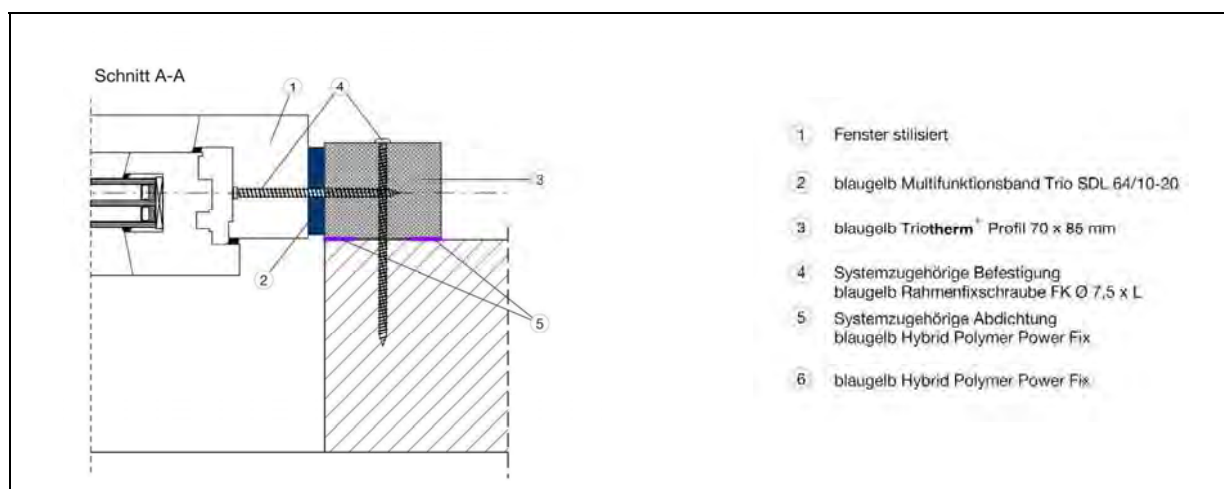 Schnitt A-A
1
4
3
2
5
1 Fenster stilisiert
2 blaugelb Multifunktionsband Trio SDL 64/10-20
3 blaugelb Triotherm+ Profil 70 x 85 mm
4 Systemzugehörige Befestigung
blaugelb Rahmenfixschraube FK Ø 7,5 x L
5 Systemzugehörige Abdichtung
blaugelb Hybrid Polymer Power Fix
6 blaugelb Hybrid Polymer Power Fix